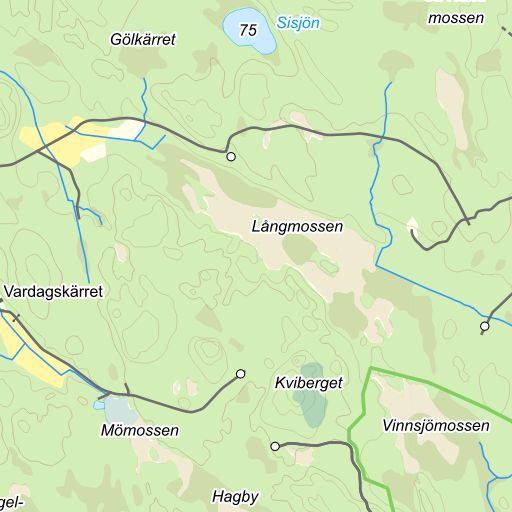 Sisjön
mossen
75
Gölkärret
Långmossen
Vardagskärret
Kviberget
Mömossen
Vinnsjömossen
Hagby
gel-